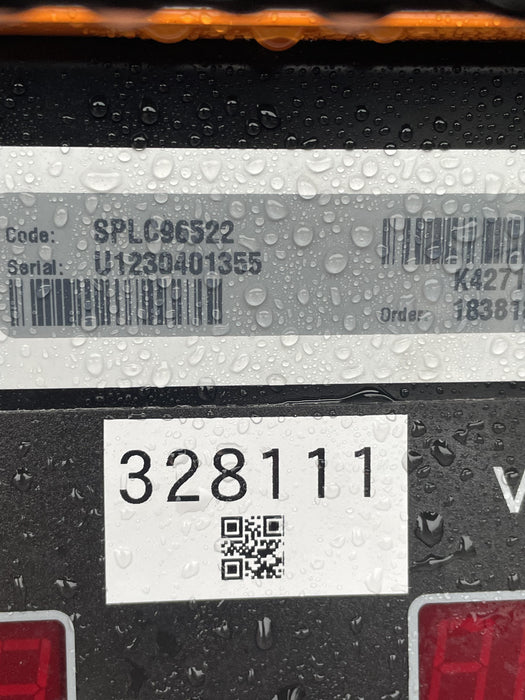 Code: SPLC96522
Serial: U1230401355
K4271
Order: 18381
328111
V